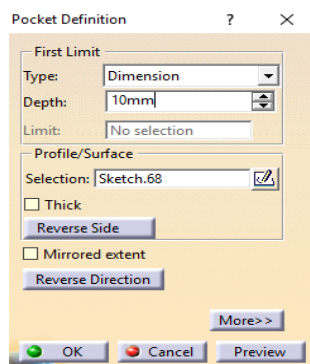 Pocket Definition ? ×
First Limit
Type: Dimension
Depth: 10mm
Limit: No selection
Profile/Surface
Selection: Sketch.68
Thick
Reverse Side
Mirrored extent
Reverse Direction
More>>
OK Cancel Preview